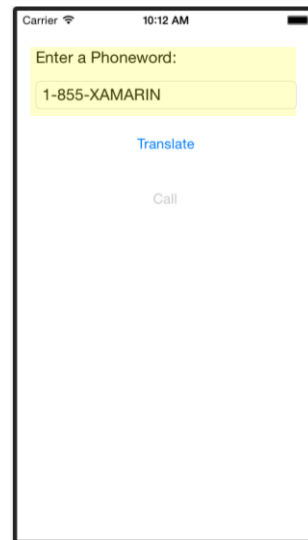 Carrier 10:12 AM
Enter a Phoneword:
1-855-XAMARIN
Translate
Call